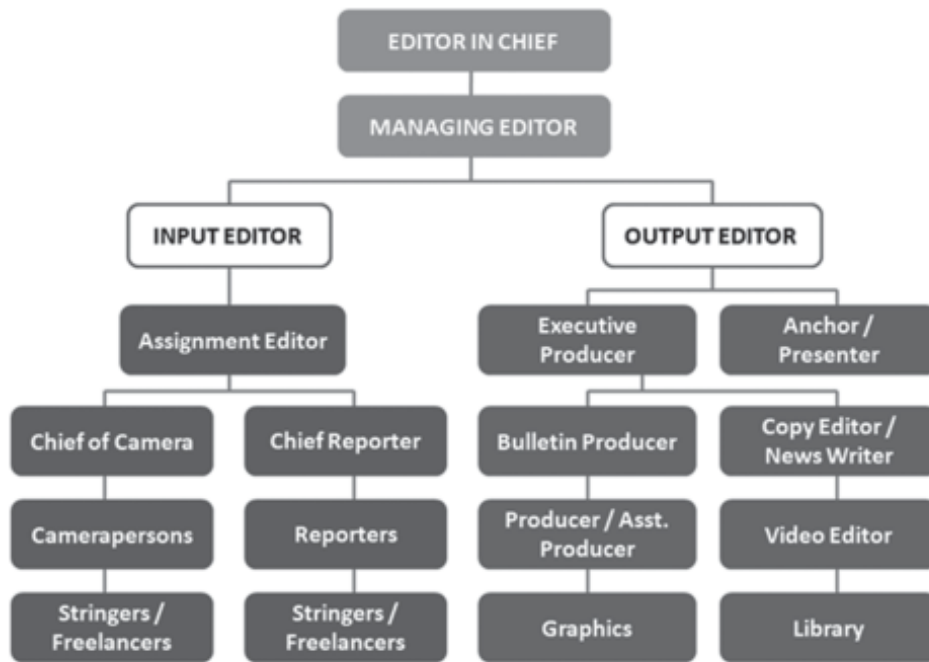 EDITOR IN CHIEF
MANAGING EDITOR
INPUT EDITOR
OUTPUT EDITOR
Assignment Editor
Executive
Producer
Anchor /
Presenter
Chief of Camera
Chief Reporter
Bulletin Producer
Copy Editor /
News Writer
Camerapersons
Reporters
Producer / Asst.
Producer
Video Editor
Stringers /
Freelancers
Stringers /
Freelancers
Graphics
Library